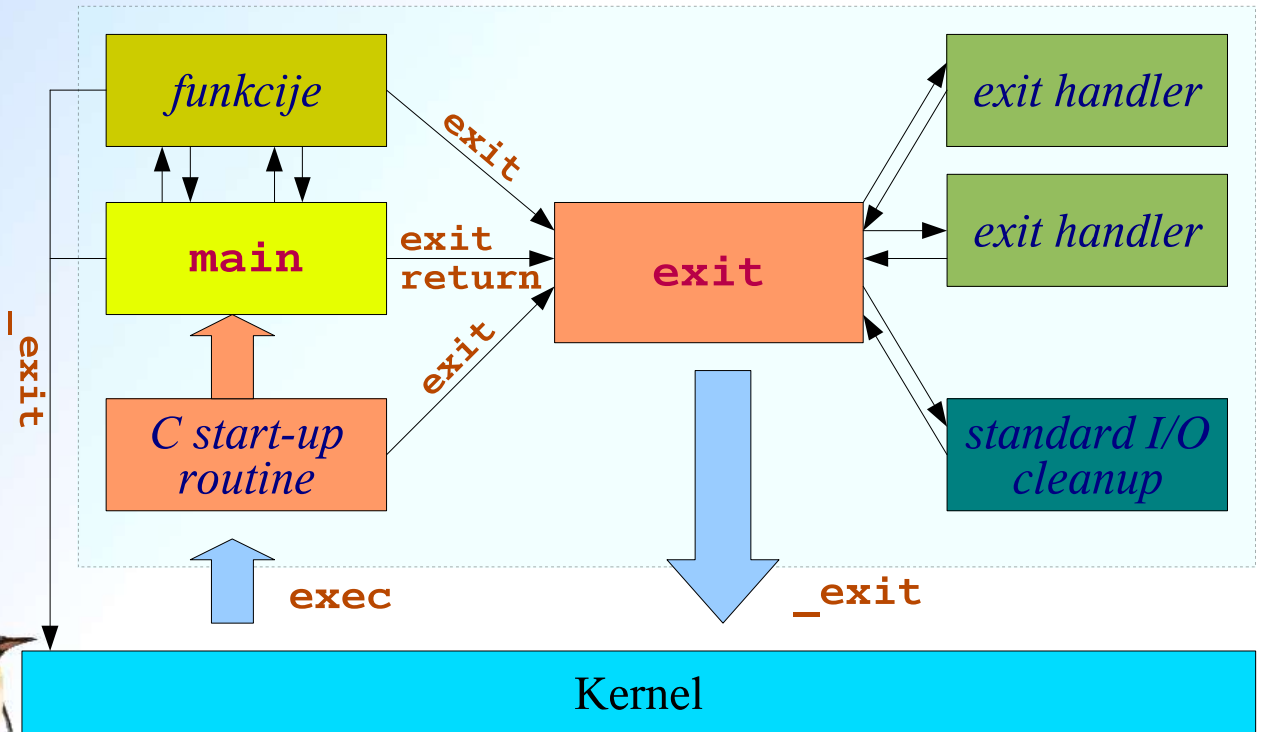 funkcije
exit
exit handler
exit handler
main
exit
return
exit
exit
_exit
C start-up
routine
standard I/O
cleanup
exec
_exit
Kernel